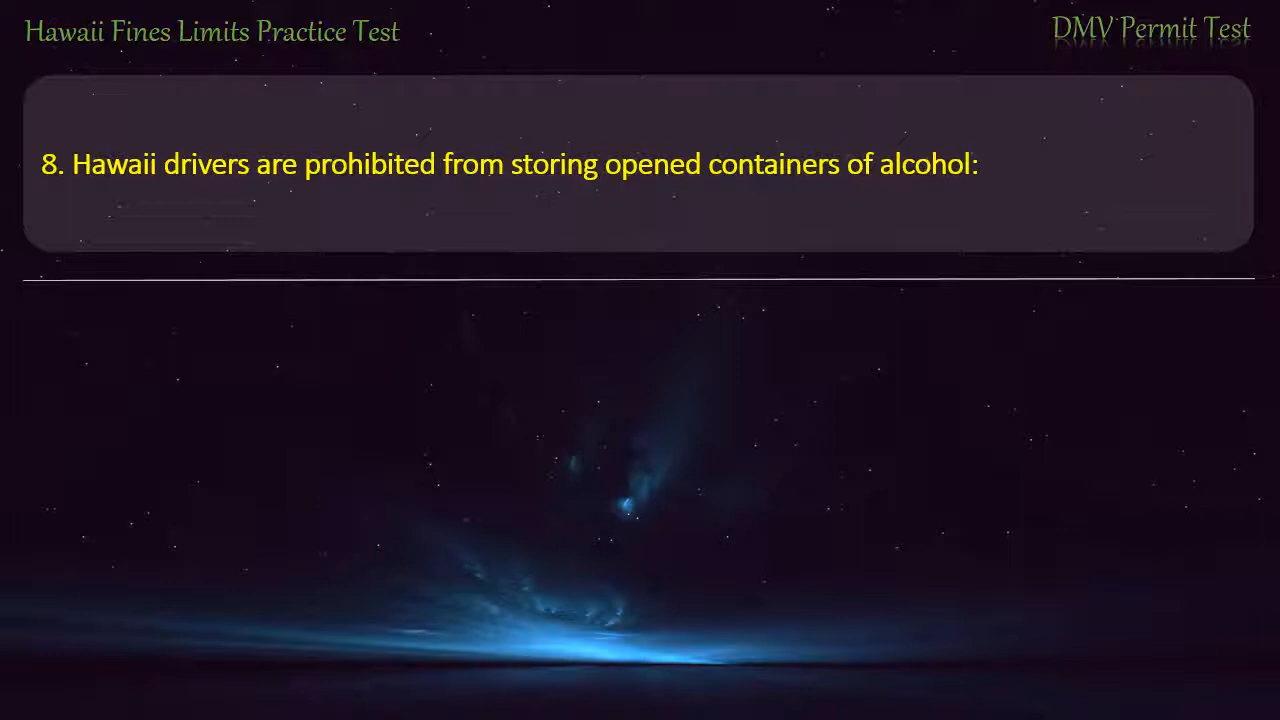 Hawaii Fines Limits Practice Test
DMV Permit Test
8. Hawaii drivers are prohibited from storing opened containers of alcohol: